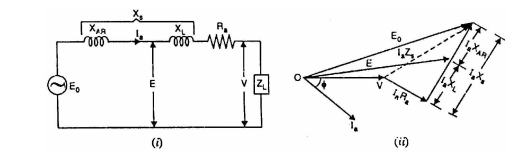 Xs
XAR
Ia
XL
Ra
E0
E
V
ZL
(i)
E0
IaZs
E
O
ϕ
V
IaRa
Ia
IaXL
IaXAR
IaXs
(ii)